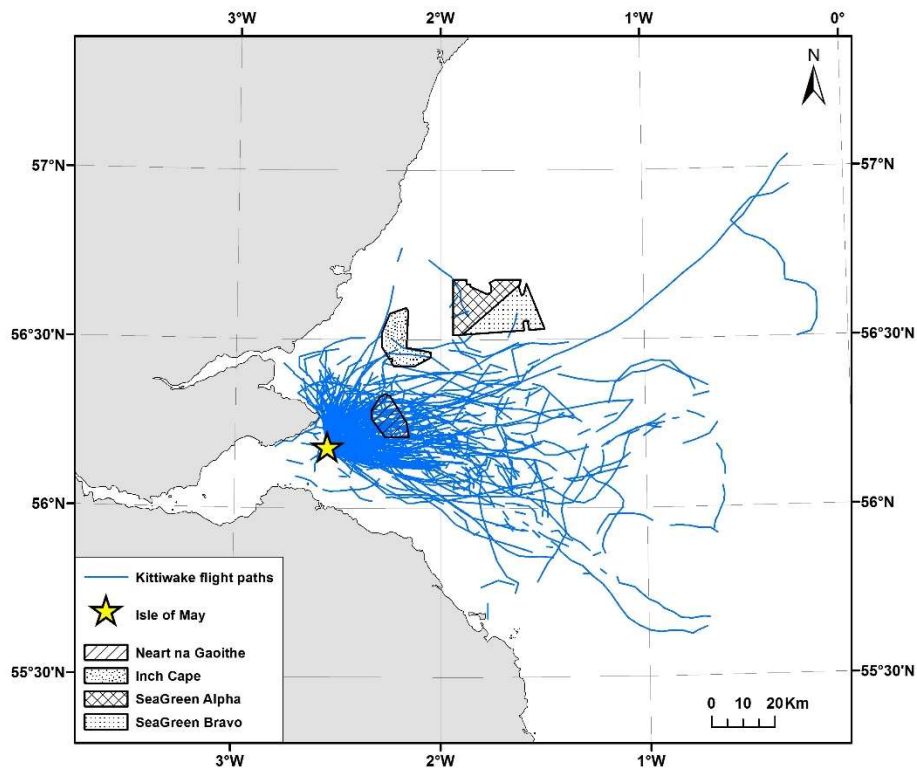 3°W 2°W 1°W 0°
N
57°N 57°N
56°30'N 56°30'N
56°N 56°N
55°30'N 55°30'N
Kittiwake flight paths
Isle of May
Neart na Gaoithe
Inch Cape
SeaGreen Alpha
SeaGreen Bravo
0 10 20 Km
3°W 2°W 1°W